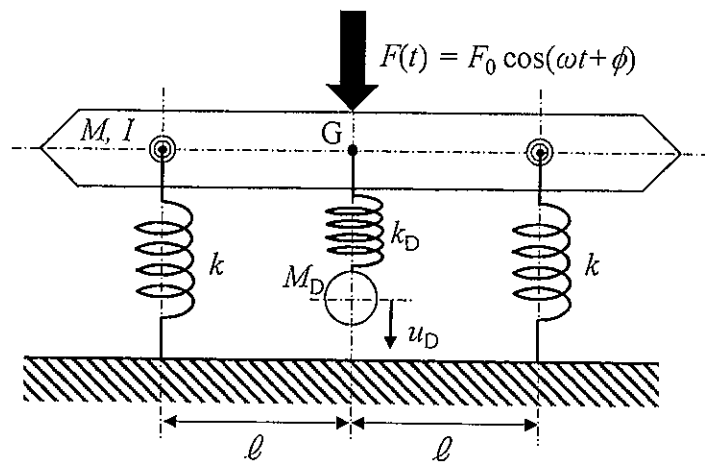 F(t) = F₀ cos(ωt + ϕ)
M, I
G
k
k_D
k
M_D
u_D
ℓ ℓ